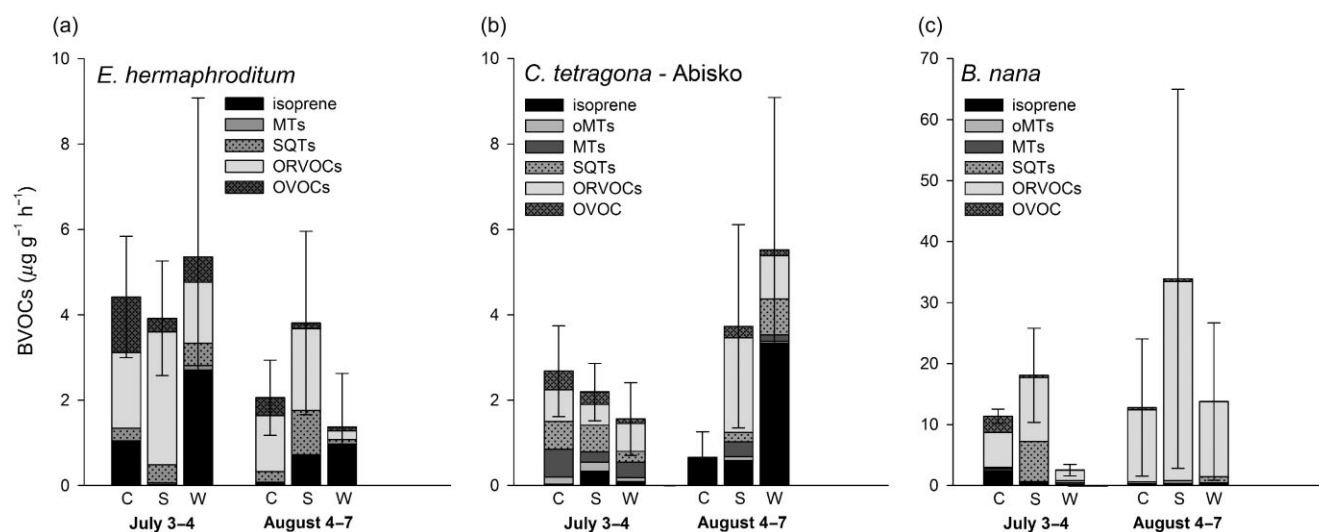 (a)
E. hermaphroditum
isoprene
MTs
SQTs
ORVOCs
OVOCs
BVOCs (µg g⁻¹ h⁻¹)
10
8
6
4
2
0
C S W C S W
July 3–4 August 4–7
(b)
C. tetragona - Abisko
isoprene
oMTs
MTs
SQTs
ORVOCs
OVOC
10
8
6
4
2
0
C S W C S W
July 3–4 August 4–7
(c)
B. nana
isoprene
oMTs
MTs
SQTs
ORVOCs
OVOC
70
60
50
40
30
20
10
0
C S W C S W
July 3–4 August 4–7